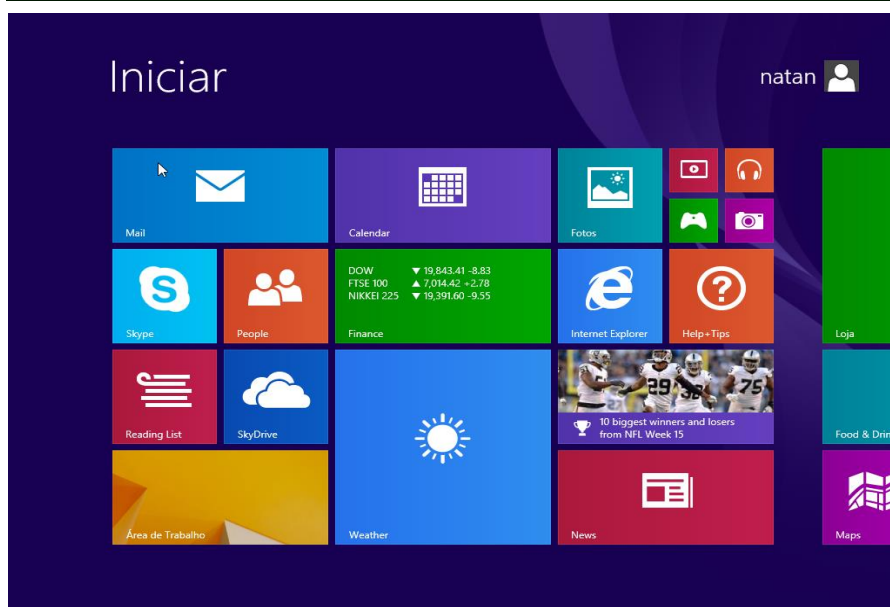 Iniciar
natan
Mail
Calendar
Fotos
Skype
People
DOW ▼ 19,843.41 -8.83
FTSE 100 ▲ 7,014.42 +2.78
NIKKEI 225 ▼ 19,391.60 -9.55
Finance
Internet Explorer
Help+Tips
Loja
Reading List
SkyDrive
Weather
10 biggest winners and losers
from NFL Week 15
Food & Drin
Área de Trabalho
News
Maps